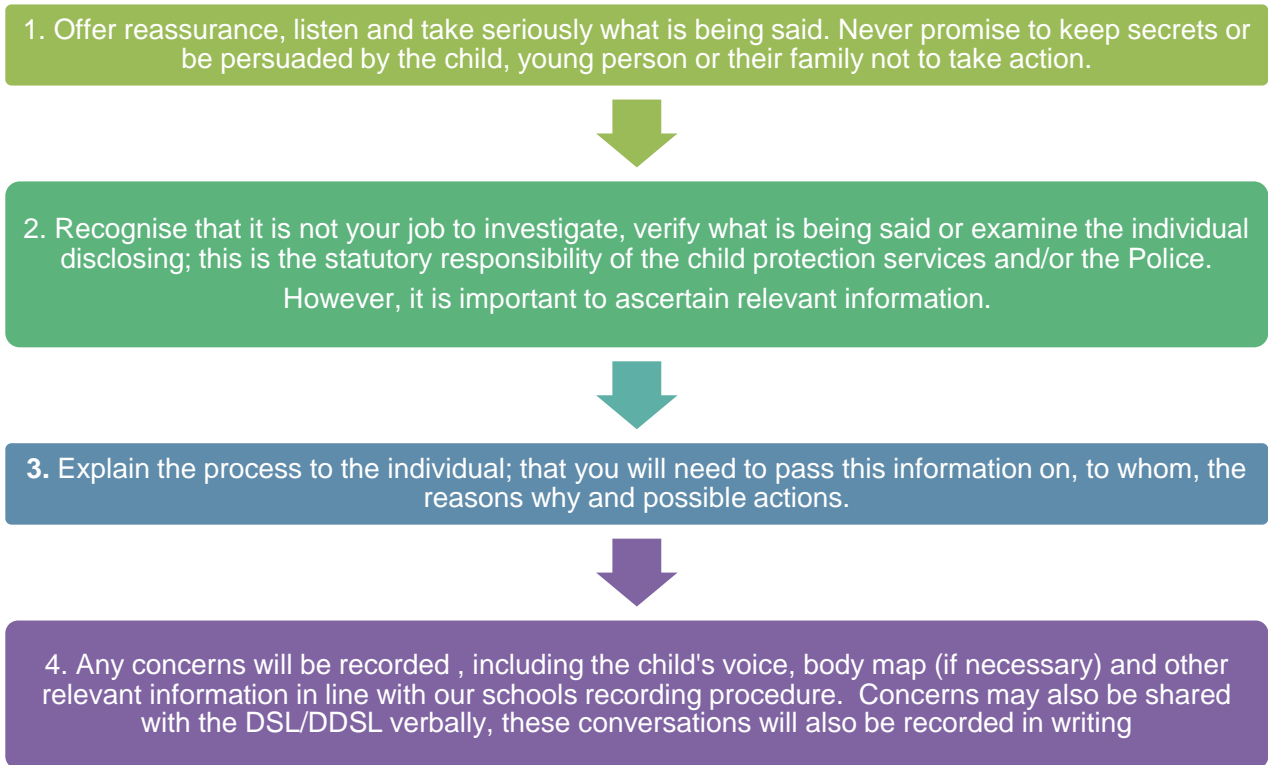 1. Offer reassurance, listen and take seriously what is being said. Never promise to keep secrets or
be persuaded by the child, young person or their family not to take action.
2. Recognise that it is not your job to investigate, verify what is being said or examine the individual
disclosing; this is the statutory responsibility of the child protection services and/or the Police.
However, it is important to ascertain relevant information.
3. Explain the process to the individual; that you will need to pass this information on, to whom, the
reasons why and possible actions.
4. Any concerns will be recorded , including the child's voice, body map (if necessary) and other
relevant information in line with our schools recording procedure.  Concerns may also be shared
with the DSL/DDSL verbally, these conversations will also be recorded in writing